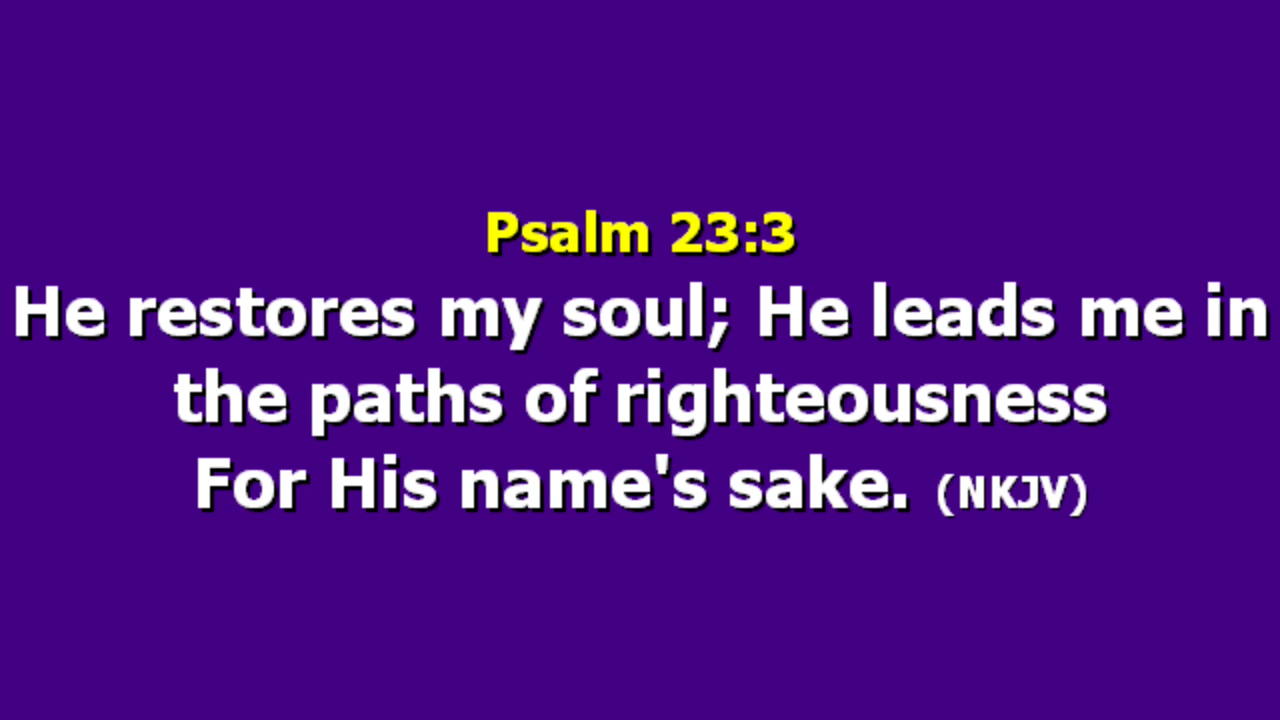 Psalm 23:3
He restores my soul; He leads me in
the paths of righteousness
For His name's sake. (NKJV)